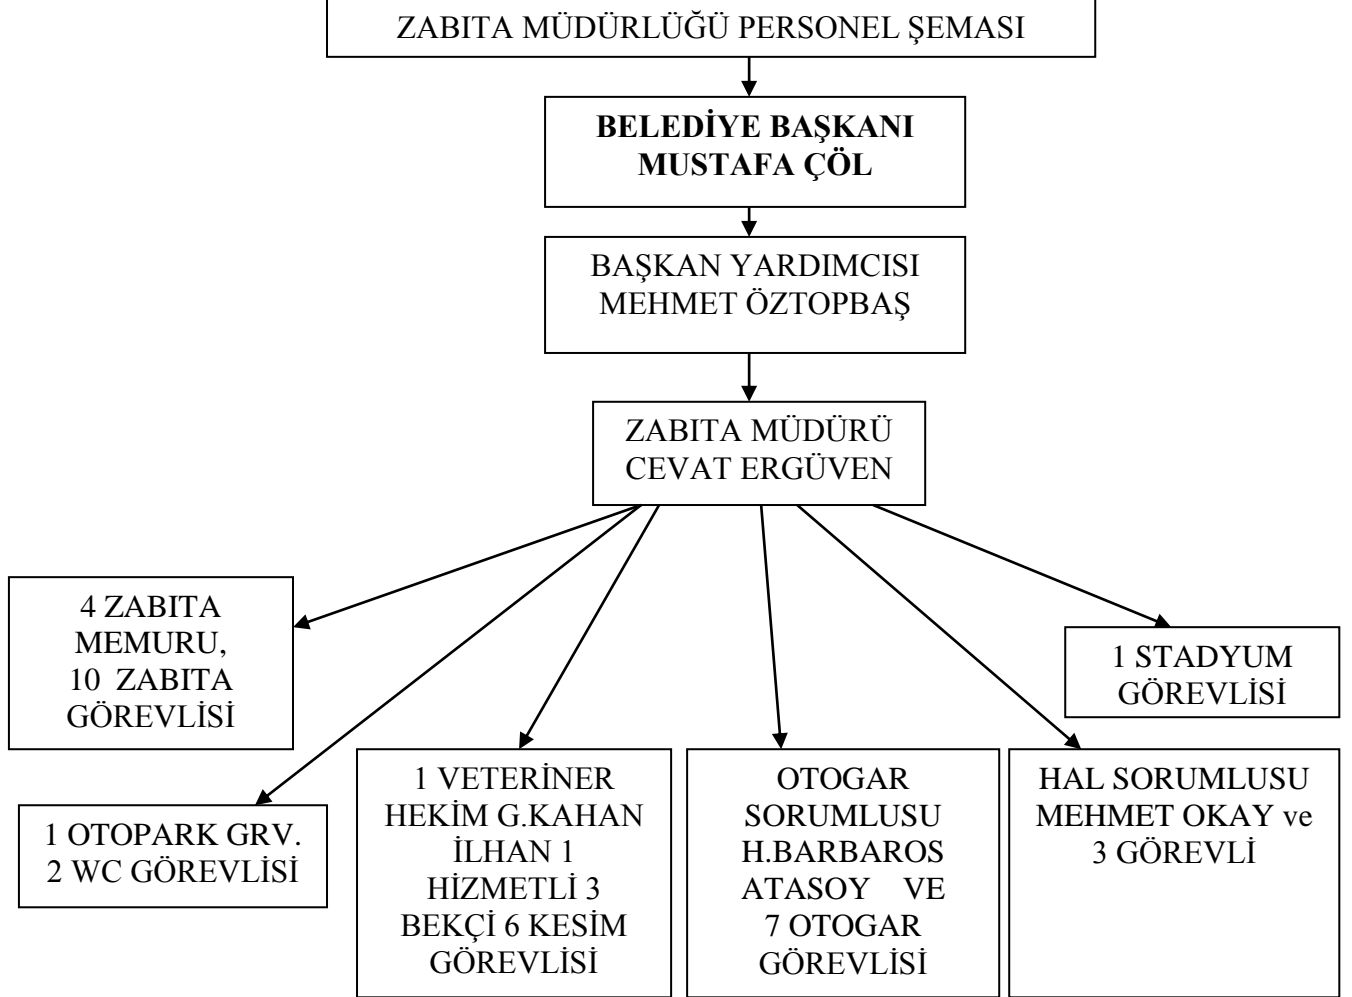 ZABITA MÜDÜRLÜĞÜ PERSONEL ŞEMASI
BELEDİYE BAŞKANI
MUSTAFA ÇÖL
BAŞKAN YARDIMCISI
MEHMET ÖZTOPBAŞ
ZABITA MÜDÜRÜ
CEVAT ERGÜVEN
4 ZABITA
MEMURU,
10 ZABITA
GÖREVLİSİ
1 OTOPARK GRV.
2 WC GÖREVLİSİ
1 VETERİNER
HEKİM G.KAHAN
İLHAN 1
HİZMETLİ 3
BEKÇİ 6 KESİM
GÖREVLİSİ
OTOGAR
SORUMLUSU
H.BARBAROS
ATASOY VE
7 OTOGAR
GÖREVLİSİ
HAL SORUMLUSU
MEHMET OKAY ve
3 GÖREVLİ
1 STADYUM
GÖREVLİSİ